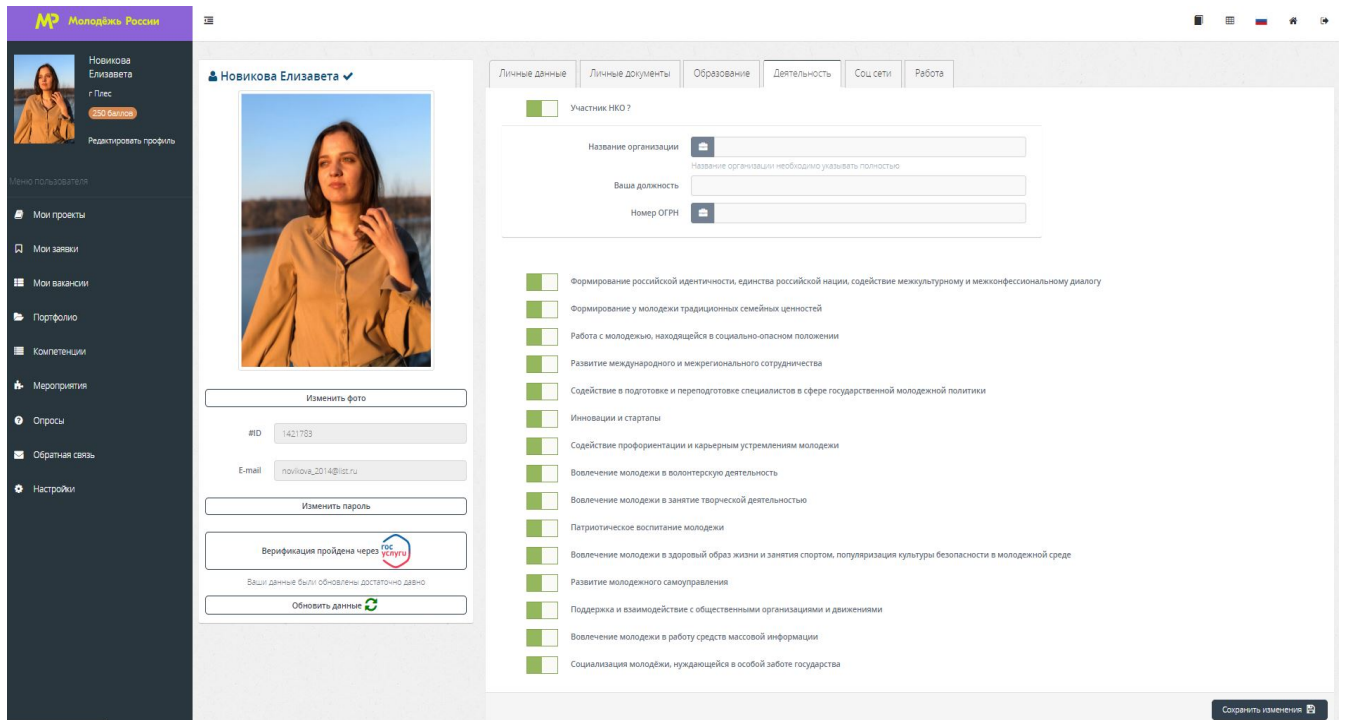 МР Молодёжь России
Новикова
Елизавета
г Плес
250 баллов
Редактировать профиль
Меню пользователя
Мои проекты
Мои заявки
Мои вакансии
Портфолио
Компетенции
Мероприятия
Опросы
Обратная связь
Настройки
Новикова Елизавета
Изменить фото
#ID 1421783
E-mail novikova_2014@list.ru
Изменить пароль
Верификация пройдена через гос услуги
Ваши данные были обновлены достаточно давно
Обновить данные
Личные данные Личные документы Образование Деятельность Соц сети Работа
Участник НКО ?
Название организации
Название организации необходимо указывать полностью
Ваша должность
Номер ОГРН
Формирование российской идентичности, единства российской нации, содействие межкультурному и межконфессиональному диалогу
Формирование у молодежи традиционных семейных ценностей
Работа с молодежью, находящейся в социально-опасном положении
Развитие международного и межрегионального сотрудничества
Содействие в подготовке и переподготовке специалистов в сфере государственной молодежной политики
Инновации и стартапы
Содействие профориентации и карьерным устремлениям молодежи
Вовлечение молодежи в волонтерскую деятельность
Вовлечение молодежи в занятие творческой деятельностью
Патриотическое воспитание молодежи
Вовлечение молодежи в здоровый образ жизни и занятия спортом, популяризация культуры безопасности в молодежной среде
Развитие молодежного самоуправления
Поддержка и взаимодействие с общественными организациями и движениями
Вовлечение молодежи в работу средств массовой информации
Социализация молодёжи, нуждающейся в особой заботе государства
Сохранить изменения